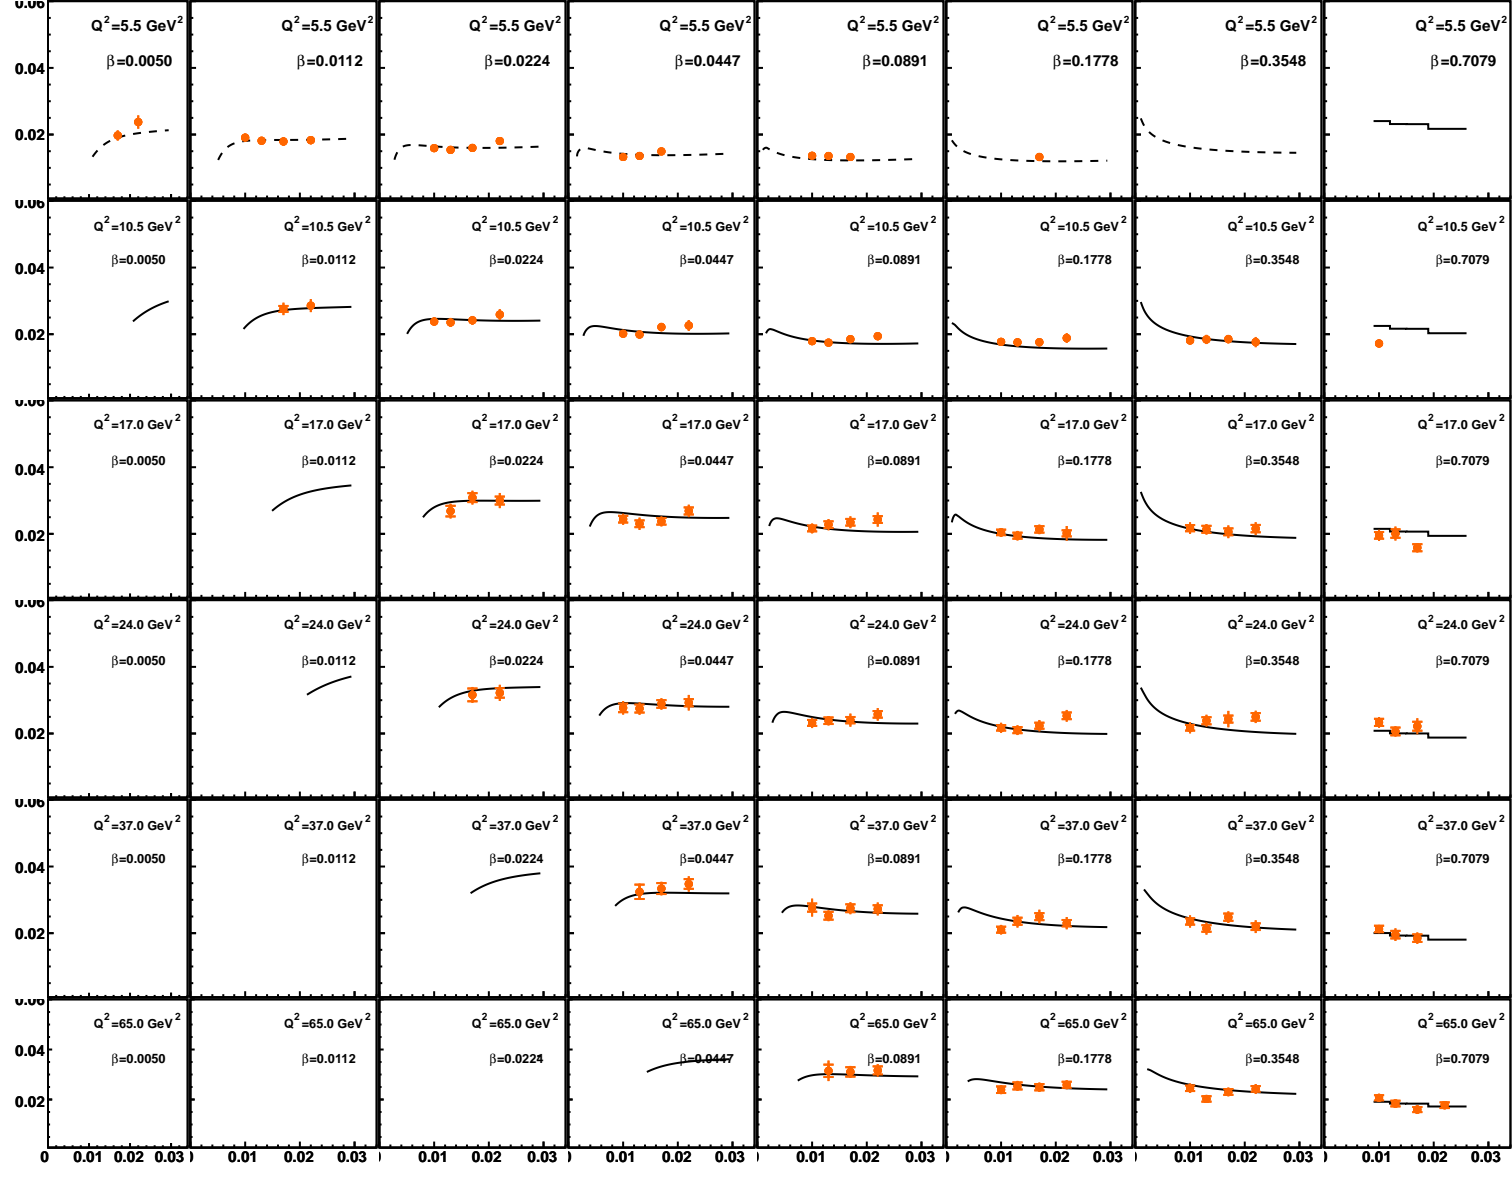 0.06
Q²=5.5 GeV² Q²=5.5 GeV² Q²=5.5 GeV² Q²=5.5 GeV² Q²=5.5 GeV² Q²=5.5 GeV² Q²=5.5 GeV² Q²=5.5 GeV²
β=0.0050 β=0.0112 β=0.0224 β=0.0447 β=0.0891 β=0.1778 β=0.3548 β=0.7079
0.04
0.02
0.06
Q²=10.5 GeV² Q²=10.5 GeV² Q²=10.5 GeV² Q²=10.5 GeV² Q²=10.5 GeV² Q²=10.5 GeV² Q²=10.5 GeV² Q²=10.5 GeV²
β=0.0050 β=0.0112 β=0.0224 β=0.0447 β=0.0891 β=0.1778 β=0.3548 β=0.7079
0.04
0.02
0.06
Q²=17.0 GeV² Q²=17.0 GeV² Q²=17.0 GeV² Q²=17.0 GeV² Q²=17.0 GeV² Q²=17.0 GeV² Q²=17.0 GeV² Q²=17.0 GeV²
β=0.0050 β=0.0112 β=0.0224 β=0.0447 β=0.0891 β=0.1778 β=0.3548 β=0.7079
0.04
0.02
0.06
Q²=24.0 GeV² Q²=24.0 GeV² Q²=24.0 GeV² Q²=24.0 GeV² Q²=24.0 GeV² Q²=24.0 GeV² Q²=24.0 GeV² Q²=24.0 GeV²
β=0.0050 β=0.0112 β=0.0224 β=0.0447 β=0.0891 β=0.1778 β=0.3548 β=0.7079
0.04
0.02
0.06
Q²=37.0 GeV² Q²=37.0 GeV² Q²=37.0 GeV² Q²=37.0 GeV² Q²=37.0 GeV² Q²=37.0 GeV² Q²=37.0 GeV² Q²=37.0 GeV²
β=0.0050 β=0.0112 β=0.0224 β=0.0447 β=0.0891 β=0.1778 β=0.3548 β=0.7079
0.04
0.02
0.06
Q²=65.0 GeV² Q²=65.0 GeV² Q²=65.0 GeV² Q²=65.0 GeV² Q²=65.0 GeV² Q²=65.0 GeV² Q²=65.0 GeV² Q²=65.0 GeV²
0.04 β=0.0050 β=0.0112 β=0.0224 β=0.0447 β=0.0891 β=0.1778 β=0.3548 β=0.7079
0.02
0 0.01 0.02 0.03 0.01 0.02 0.03 0.01 0.02 0.03 0.01 0.02 0.03 0.01 0.02 0.03 0.01 0.02 0.03 0.01 0.02 0.03 0.01 0.02 0.03